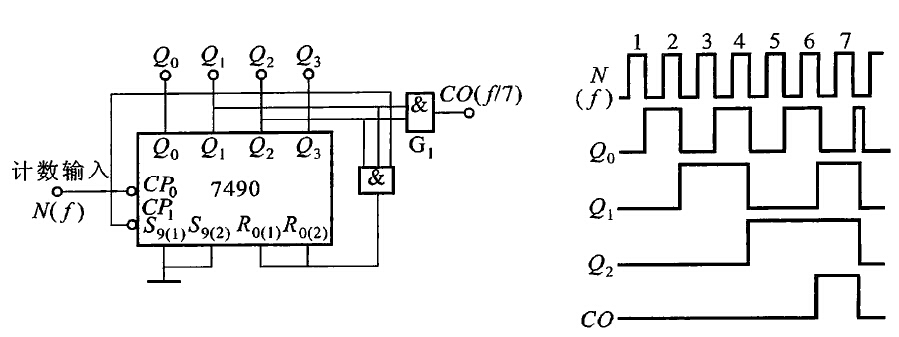 Q₀ Q₁ Q₂ Q₃
& CO(f/7)
G₁
Q₀ Q₁ Q₂ Q₃
&
计数输入
N(f)
CP₀ 7490
CP₁
S₉₍₁₎ S₉₍₂₎ R₀₍₁₎ R₀₍₂₎
1 2 3 4 5 6 7
N
(f)
Q₀
Q₁
Q₂
CO